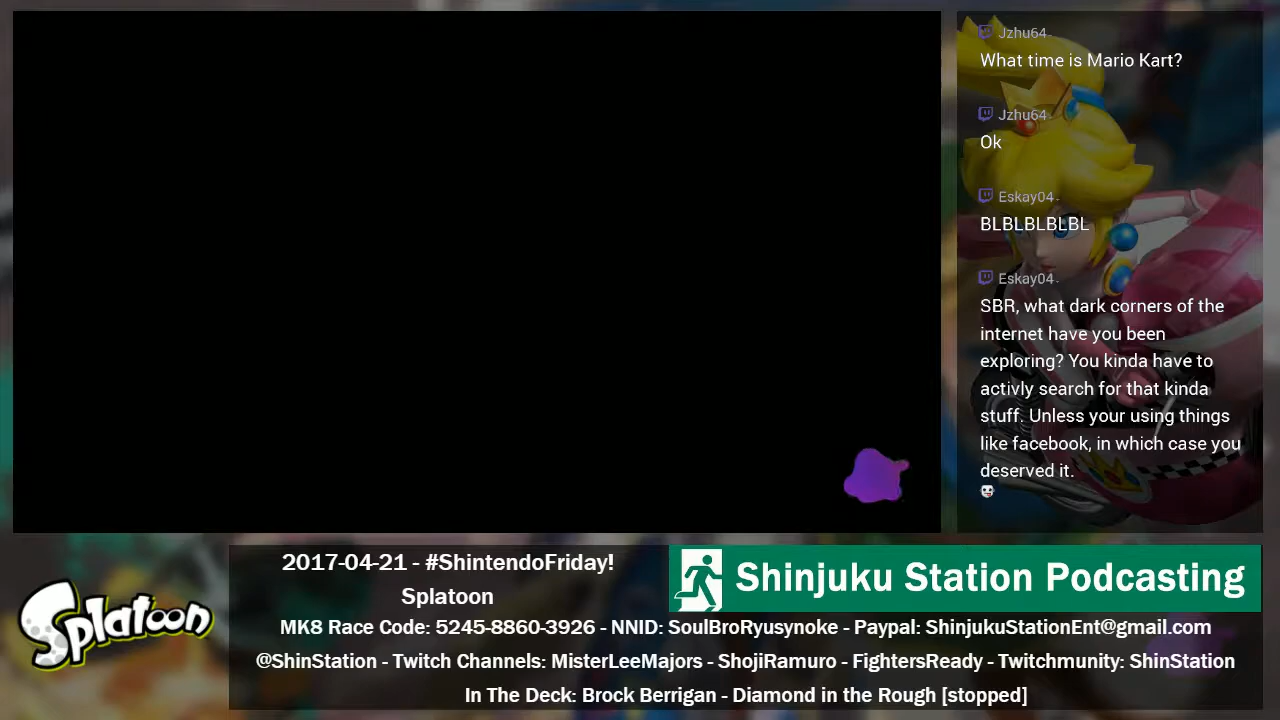 Jzhu64
What time is Mario Kart?
Jzhu64
Ok
Eskay04
BLBLBLBLBL
Eskay04
SBR, what dark corners of the
internet have you been
exploring? You kinda have to
activly search for that kinda
stuff. Unless your using things
like facebook, in which case you
deserved it.
Splatoon
2017-04-21 - #ShintendoFriday!
Splatoon
Shinjuku Station Podcasting
MK8 Race Code: 5245-8860-3926 - NNID: SoulBroRyusynoke - Paypal: ShinjukuStationEnt@gmail.com
@ShinStation - Twitch Channels: MisterLeeMajors - ShojiRamuro - FightersReady - Twitchmunity: ShinStation
In The Deck: Brock Berrigan - Diamond in the Rough [stopped]